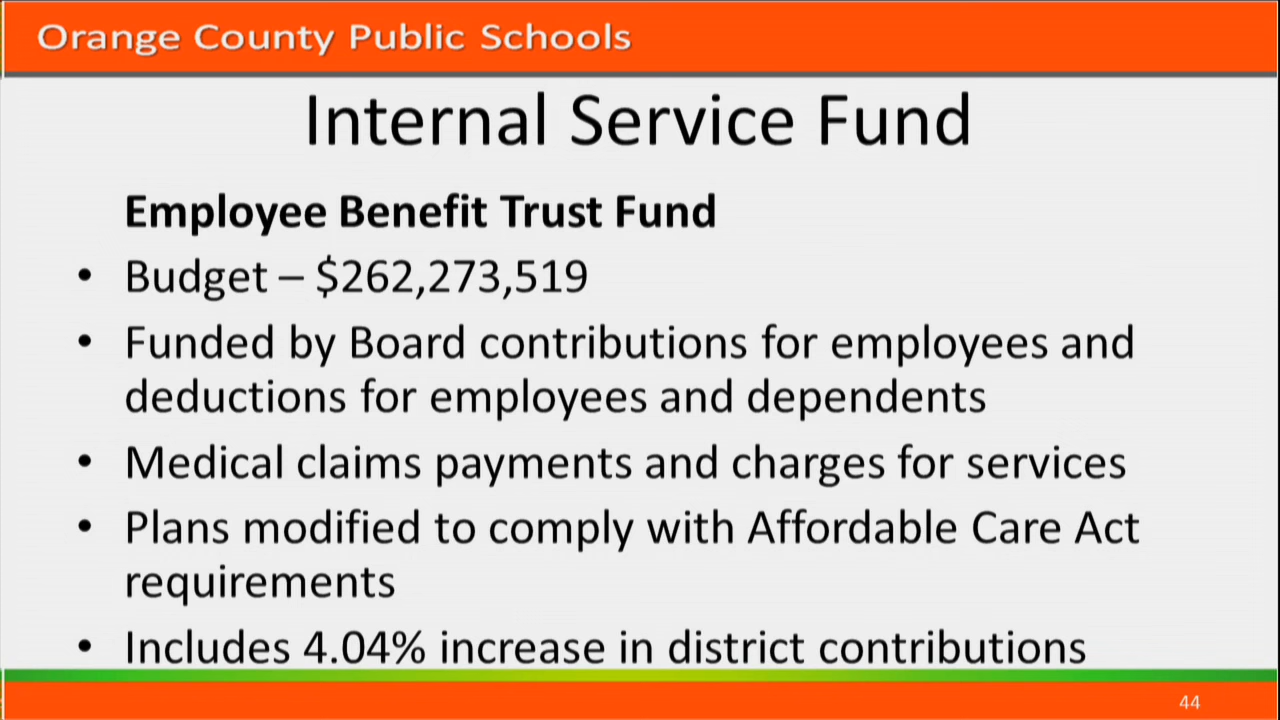 Orange County Public Schools
Internal Service Fund
Employee Benefit Trust Fund
• Budget – $262,273,519
• Funded by Board contributions for employees and
deductions for employees and dependents
• Medical claims payments and charges for services
• Plans modified to comply with Affordable Care Act
requirements
• Includes 4.04% increase in district contributions
44